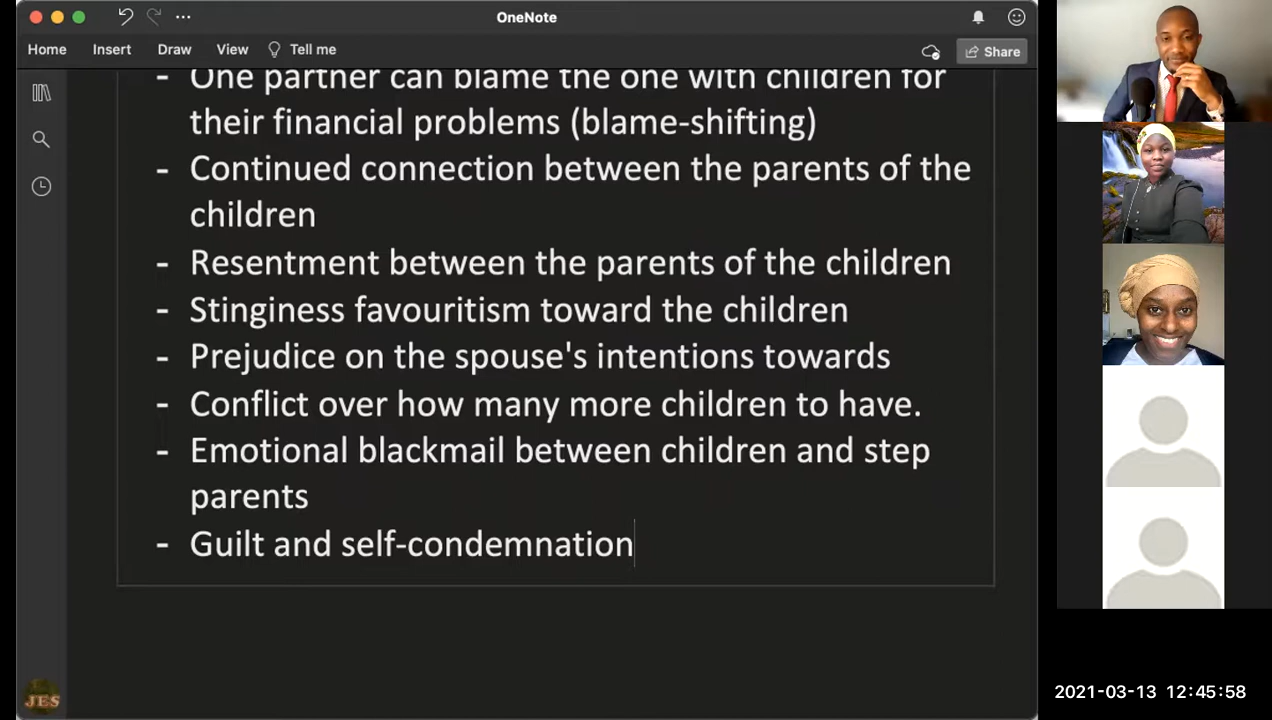 OneNote
Home Insert Draw View Tell me
Share
- One partner can blame the one with children for
their financial problems (blame-shifting)
- Continued connection between the parents of the
children
- Resentment between the parents of the children
- Stinginess favouritism toward the children
- Prejudice on the spouse's intentions towards
- Conflict over how many more children to have.
- Emotional blackmail between children and step
parents
- Guilt and self-condemnation
JES
2021-03-13 12:45:58